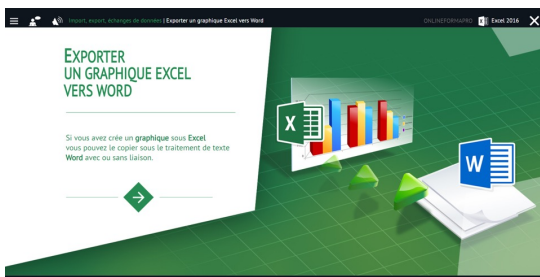 Import, export, échanges de données | Exporter un graphique Excel vers Word
ONLINEFORMAPRO
Excel 2016
EXPORTER
UN GRAPHIQUE EXCEL
VERS WORD
Si vous avez crée un graphique sous Excel
vous pouvez le copier sous le traitement de texte
Word avec ou sans liaison.
X
W